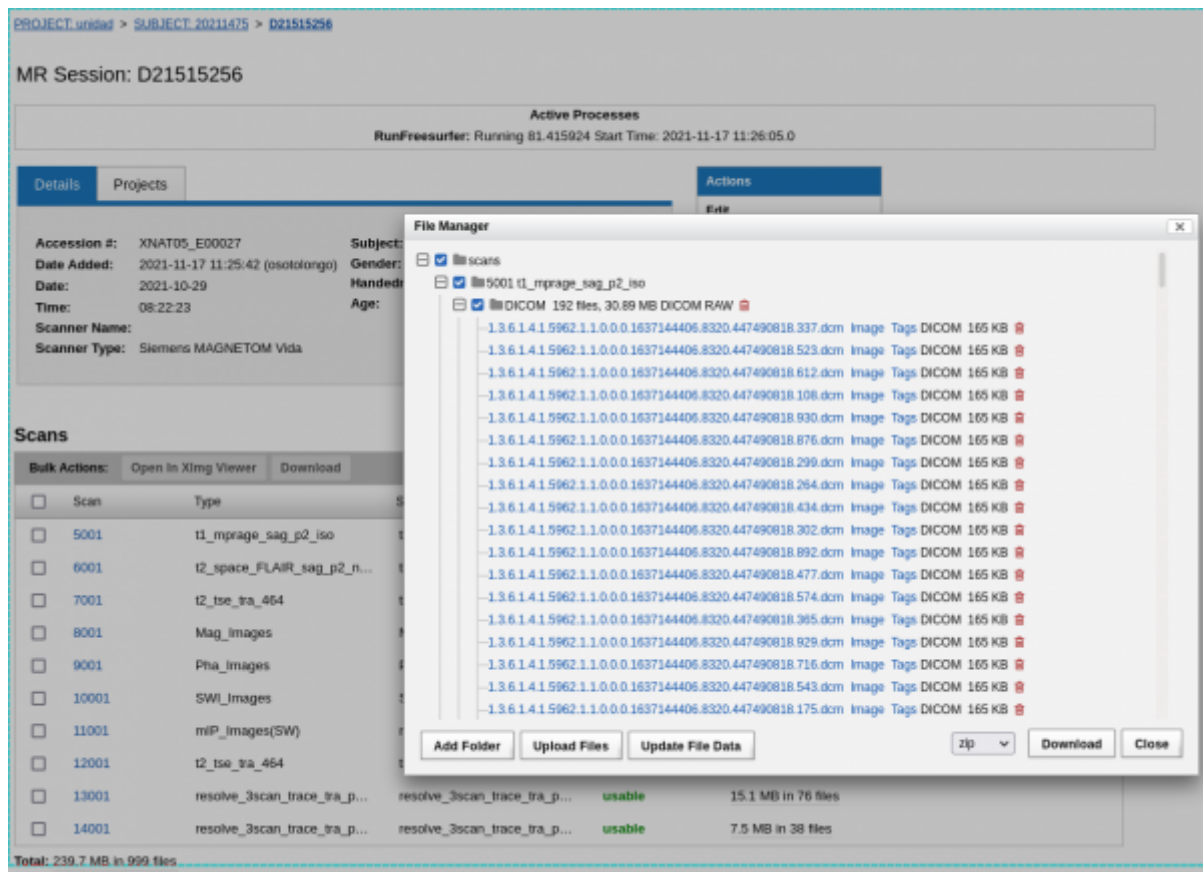 PROJECT: unidad > SUBJECT: 20211475 > D21515256
MR Session: D21515256
Active Processes
RunFreesurfer: Running 81.415924 Start Time: 2021-11-17 11:26:05.0
Details Projects
Actions
Edit
Accession #: XNAT05_E00027 Subject:
Date Added: 2021-11-17 11:25:42 (osotolongo) Gender:
Date: 2021-10-29
Time: 08:22:23 Age:
Scanner Name:
Scanner Type: Siemens MAGNETOM Vida
File Manager
scans
5001 t1_mprage_sag_p2_iso
DICOM 192 files, 30.89 MB DICOM RAW
1.3.6.1.4.1.5962.1.1.0.0.0.1637144406.8320.447490818.337.dcm Image Tags DICOM 165 KB
1.3.6.1.4.1.5962.1.1.0.0.0.1637144406.8320.447490818.523.dcm Image Tags DICOM 165 KB
1.3.6.1.4.1.5962.1.1.0.0.0.1637144406.8320.447490818.612.dcm Image Tags DICOM 165 KB
1.3.6.1.4.1.5962.1.1.0.0.0.1637144406.8320.447490818.108.dcm Image Tags DICOM 165 KB
1.3.6.1.4.1.5962.1.1.0.0.0.1637144406.8320.447490818.930.dcm Image Tags DICOM 165 KB
1.3.6.1.4.1.5962.1.1.0.0.0.1637144406.8320.447490818.876.dcm Image Tags DICOM 165 KB
1.3.6.1.4.1.5962.1.1.0.0.0.1637144406.8320.447490818.299.dcm Image Tags DICOM 165 KB
1.3.6.1.4.1.5962.1.1.0.0.0.1637144406.8320.447490818.264.dcm Image Tags DICOM 165 KB
1.3.6.1.4.1.5962.1.1.0.0.0.1637144406.8320.447490818.434.dcm Image Tags DICOM 165 KB
1.3.6.1.4.1.5962.1.1.0.0.0.1637144406.8320.447490818.302.dcm Image Tags DICOM 165 KB
1.3.6.1.4.1.5962.1.1.0.0.0.1637144406.8320.447490818.892.dcm Image Tags DICOM 165 KB
1.3.6.1.4.1.5962.1.1.0.0.0.1637144406.8320.447490818.477.dcm Image Tags DICOM 165 KB
1.3.6.1.4.1.5962.1.1.0.0.0.1637144406.8320.447490818.574.dcm Image Tags DICOM 165 KB
1.3.6.1.4.1.5962.1.1.0.0.0.1637144406.8320.447490818.365.dcm Image Tags DICOM 165 KB
1.3.6.1.4.1.5962.1.1.0.0.0.1637144406.8320.447490818.929.dcm Image Tags DICOM 165 KB
1.3.6.1.4.1.5962.1.1.0.0.0.1637144406.8320.447490818.716.dcm Image Tags DICOM 165 KB
1.3.6.1.4.1.5962.1.1.0.0.0.1637144406.8320.447490818.543.dcm Image Tags DICOM 165 KB
1.3.6.1.4.1.5962.1.1.0.0.0.1637144406.8320.447490818.175.dcm Image Tags DICOM 165 KB
Add Folder Upload Files Update File Data zip Download Close
Scans
Bulk Actions: Open in XImg Viewer Download
Scan Type
5001 t1_mprage_sag_p2_iso
6001 t2_space_FLAIR_sag_p2_n...
7001 t2_tse_tra_464
8001 Mag_Images
9001 Pha_Images
10001 SWI_Images
11001 mIP_Images(SW)
12001 t2_tse_tra_464
13001 resolve_3scan_trace_tra_p... resolve_3scan_trace_tra_p... usable 15.1 MB in 76 files
14001 resolve_3scan_trace_tra_p... resolve_3scan_trace_tra_p... usable 7.5 MB in 38 files
Total: 239.7 MB in 999 files